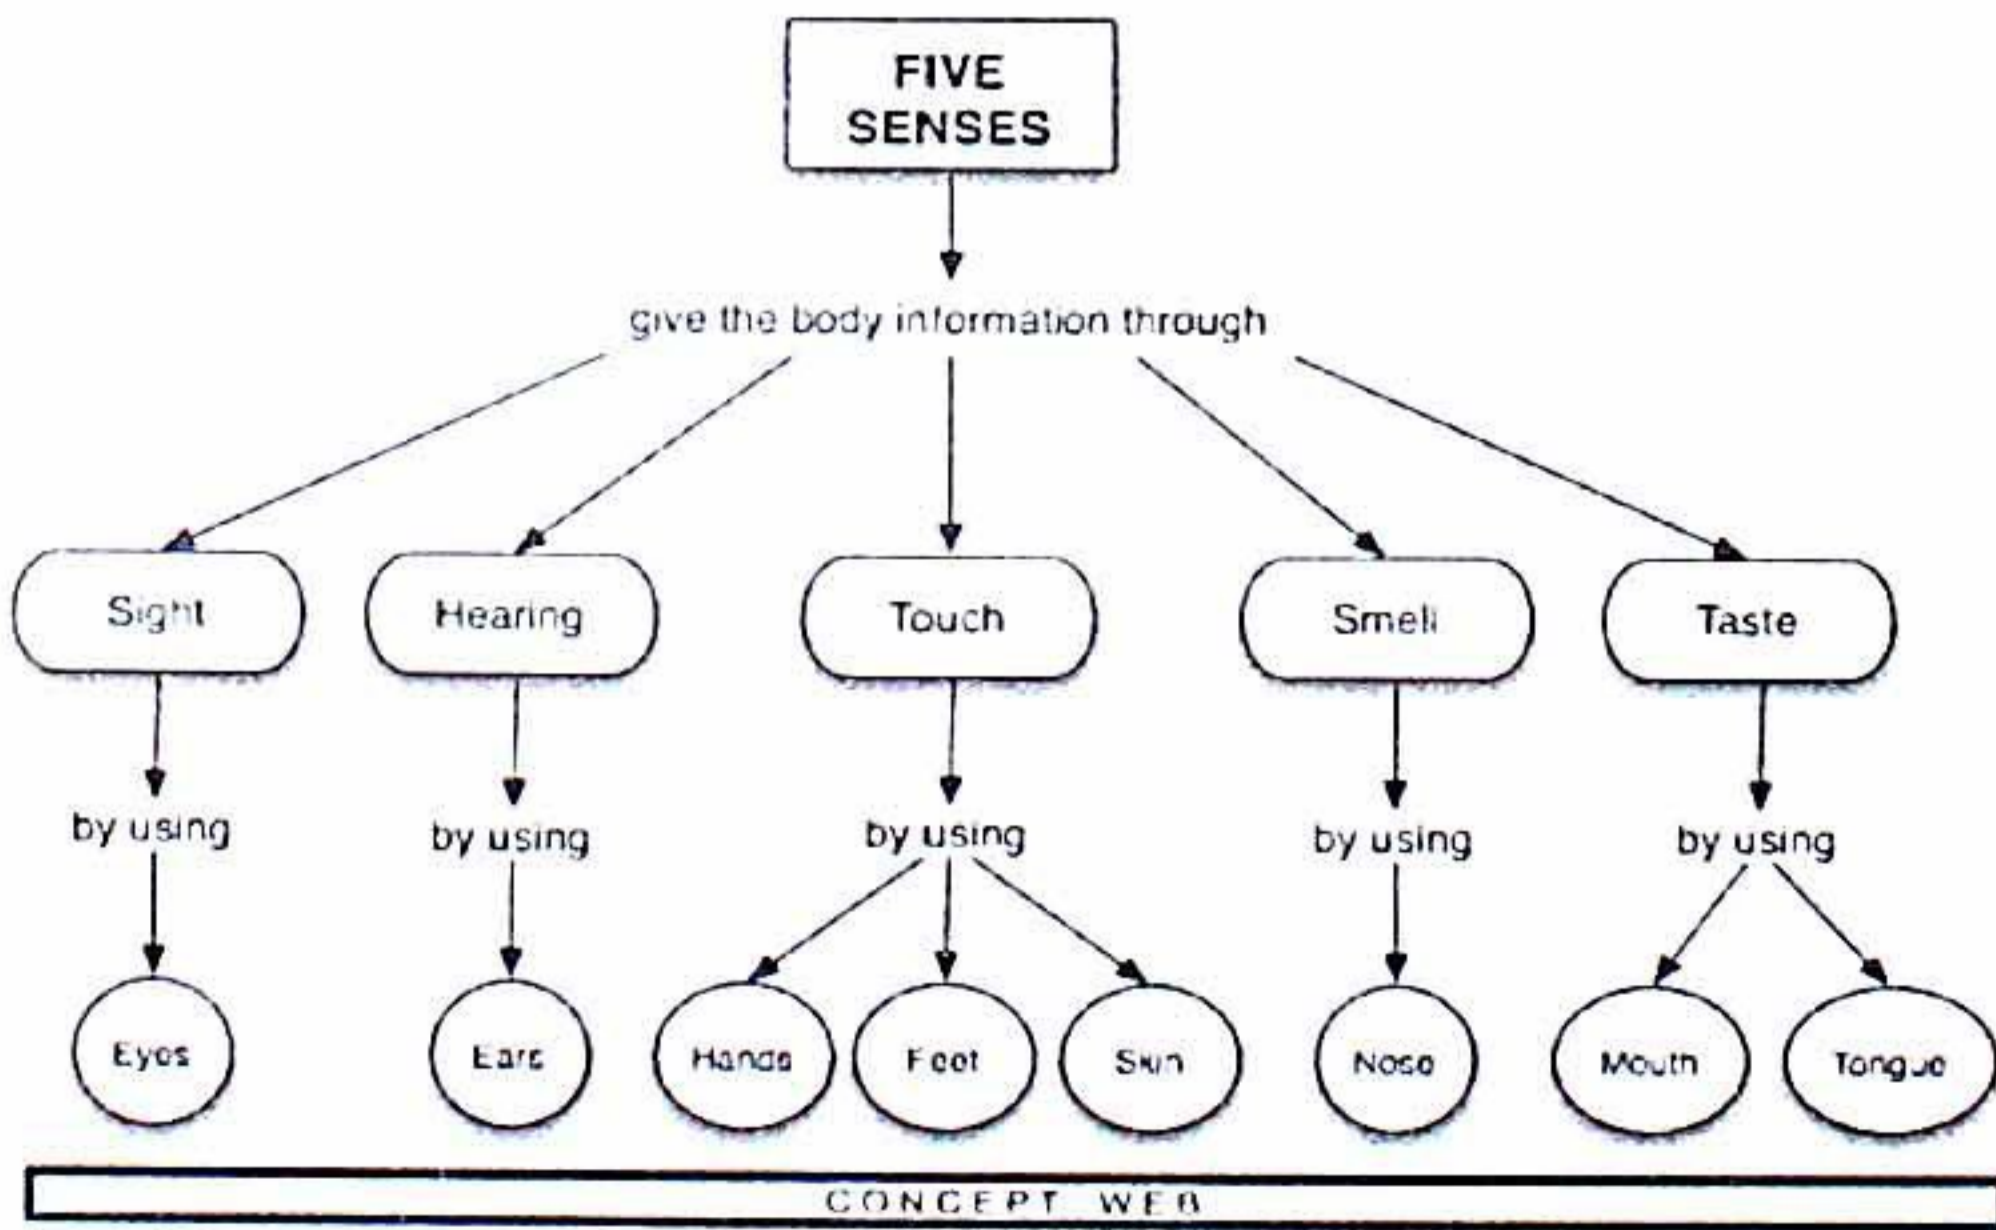 FIVE
SENSES
give the body information through
Sight
Hearing
Touch
Smell
Taste
by using
by using
by using
by using
by using
Eyes
Ears
Hands
Feet
Skin
Nose
Mouth
Tongue
CONCEPT WEB